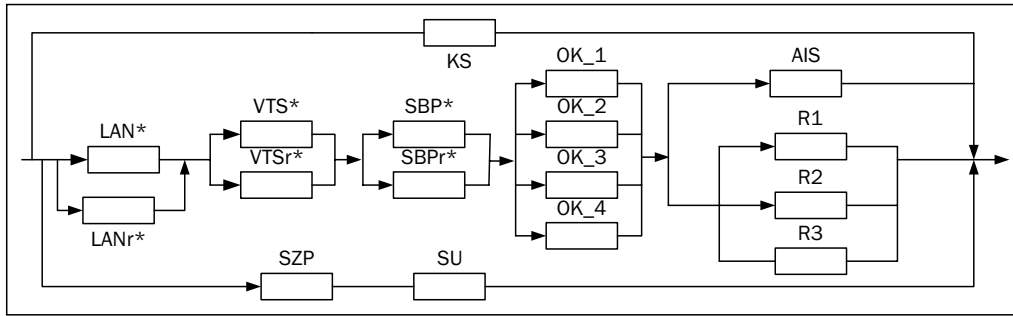 KS
OK_1
AIS
VTS*
SBP*
LAN*
OK_2
R1
VTSr*
SBPr*
OK_3
R2
LANr*
OK_4
R3
SZP
SU